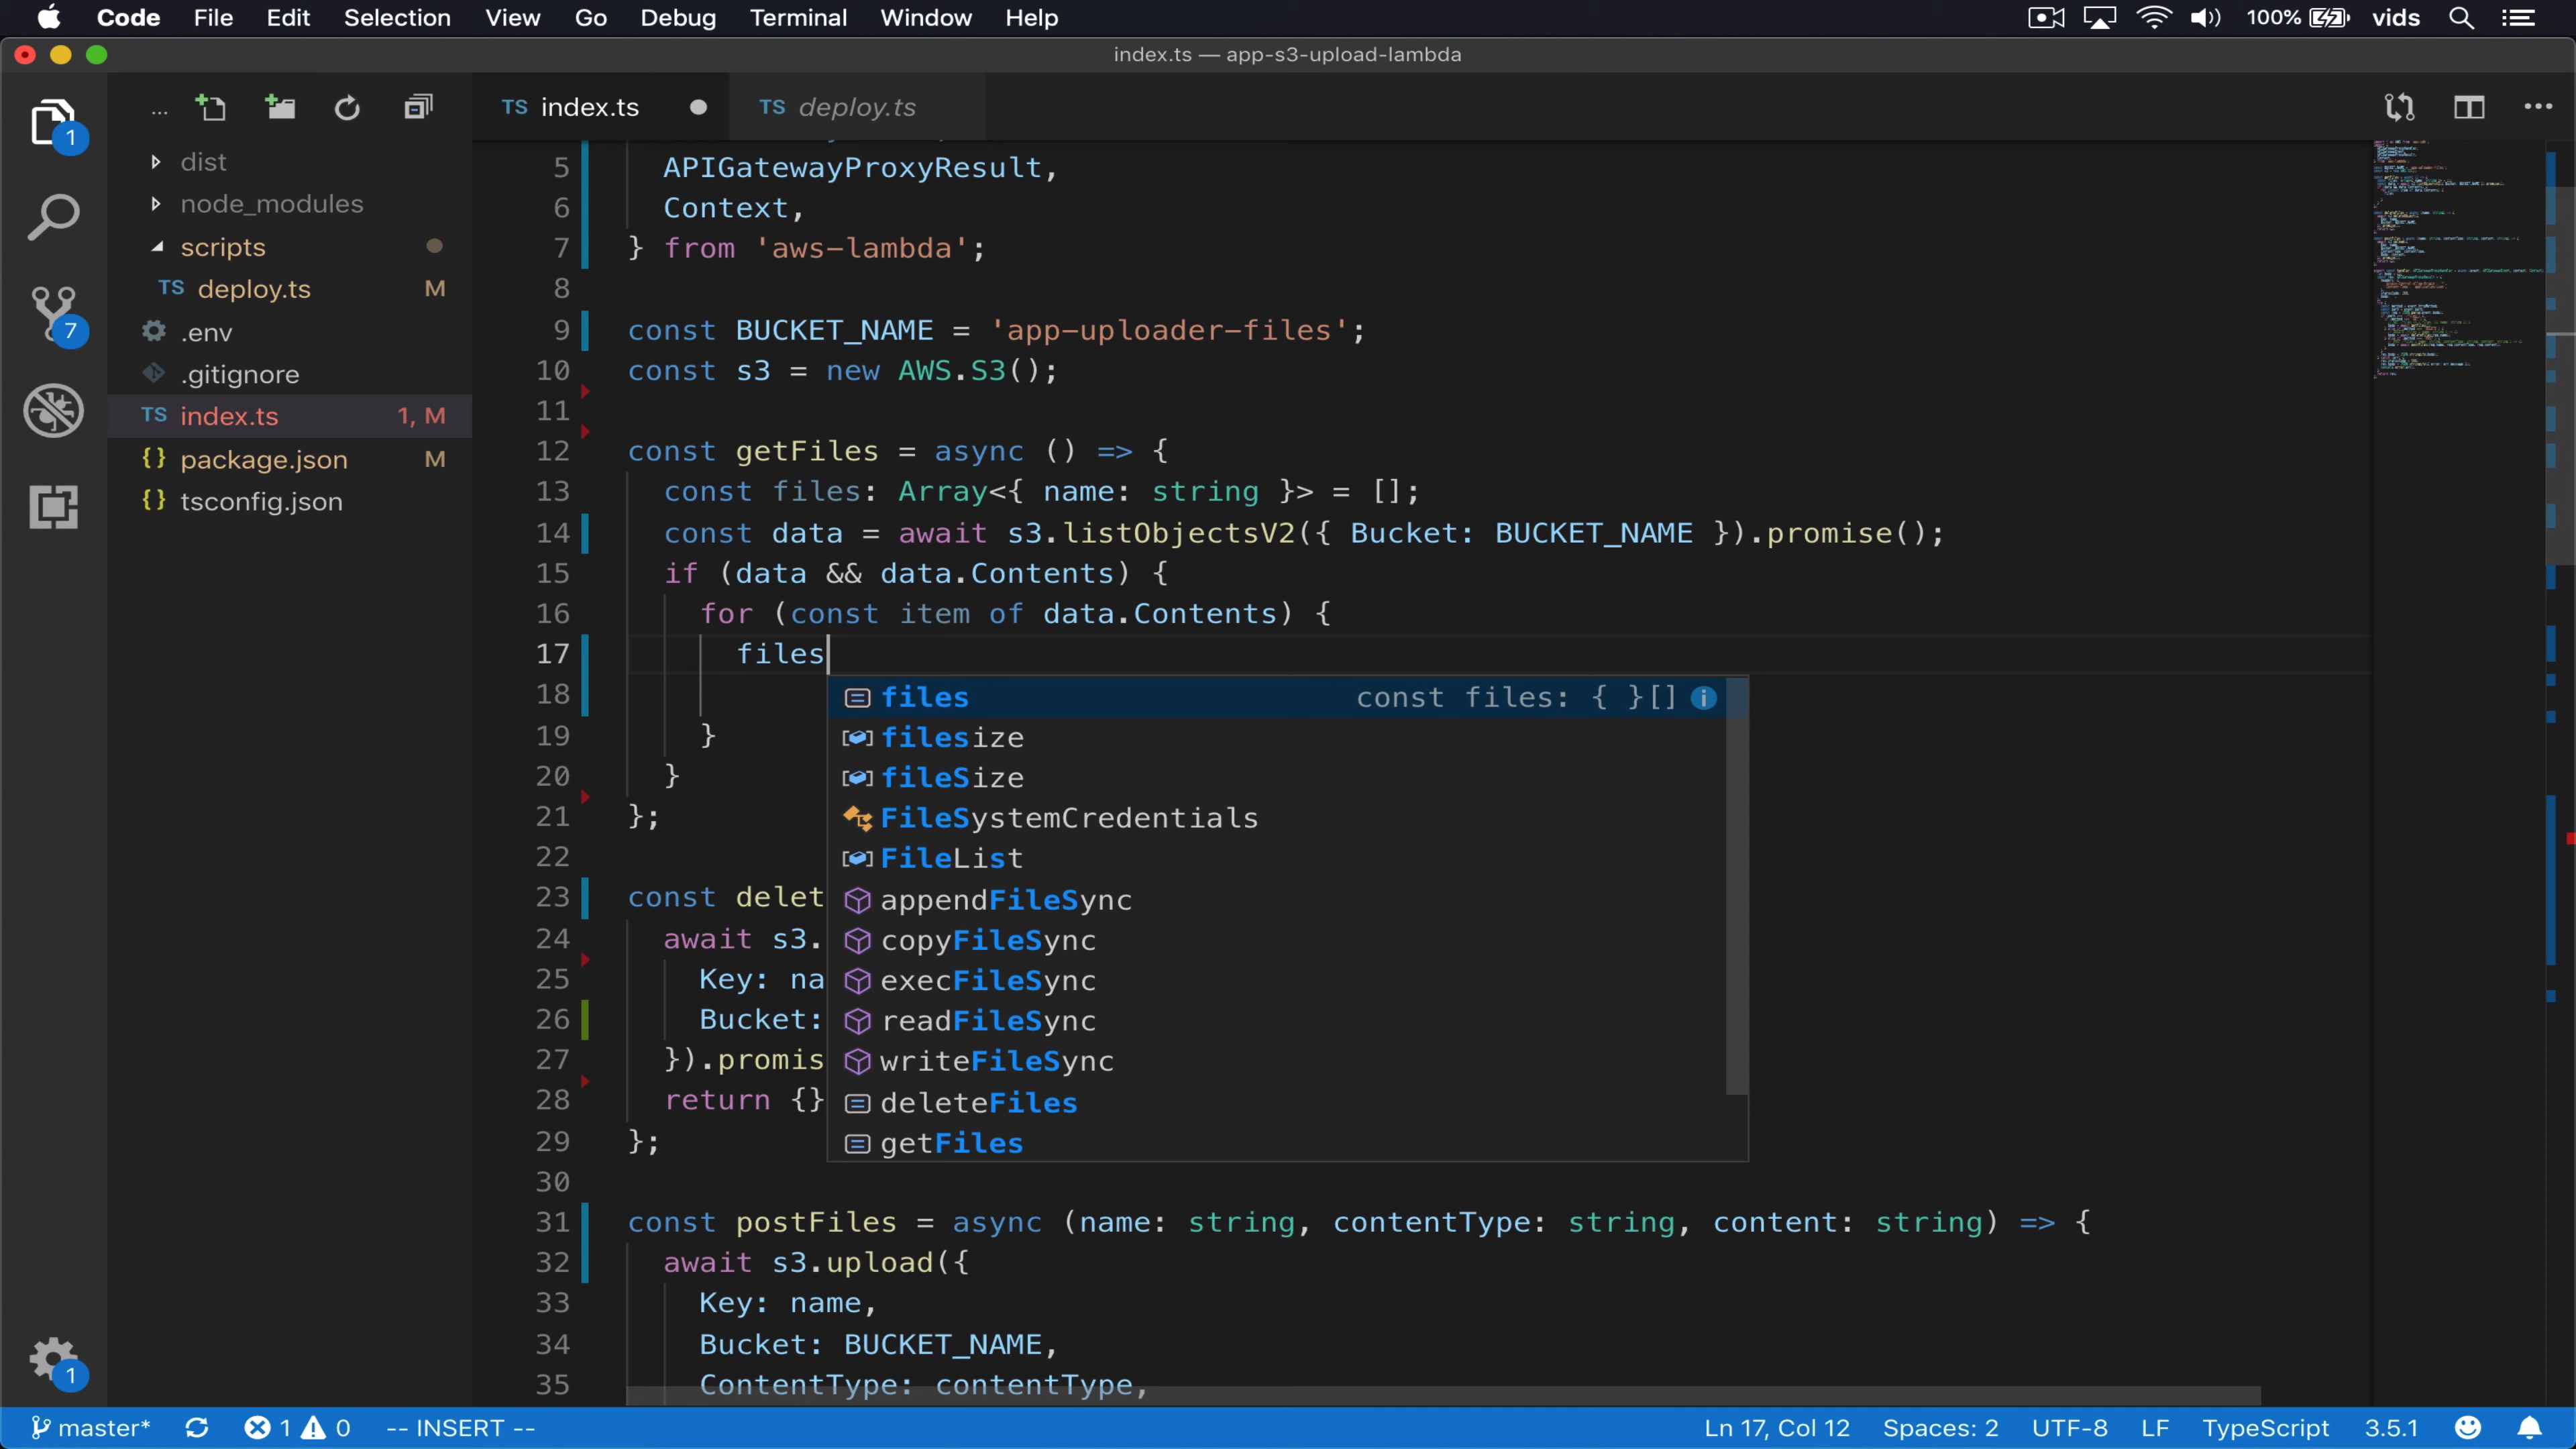 Code File Edit Selection View Go Debug Terminal Window Help 100% vids
index.ts — app-s3-upload-lambda
... TS index.ts TS deploy.ts ...
1
dist
node_modules
scripts
TS deploy.ts M
7
.env
.gitignore
TS index.ts 1, M
{} package.json M
{} tsconfig.json
1
5 APIGatewayProxyResult,
6 Context,
7 } from 'aws-lambda';
8
9 const BUCKET_NAME = 'app-uploader-files';
10 const s3 = new AWS.S3();
11
12 const getFiles = async () => {
13 const files: Array<{ name: string }> = [];
14 const data = await s3.listObjectsV2({ Bucket: BUCKET_NAME }).promise();
15 if (data && data.Contents) {
16 for (const item of data.Contents) {
17 files
18
19 }
20 }
21 };
22
23 const delet
24 await s3.
25 Key: na
26 Bucket:
27 }).promis
28 return {}
29 };
30
31 const postFiles = async (name: string, contentType: string, content: string) => {
32 await s3.upload({
33 Key: name,
34 Bucket: BUCKET_NAME,
35 ContentType: contentType,
files const files: { }[]
filesize
fileSize
FileSystemCredentials
FileList
appendFileSync
copyFileSync
execFileSync
readFileSync
writeFileSync
deleteFiles
getFiles
master* 1 0 -- INSERT -- Ln 17, Col 12 Spaces: 2 UTF-8 LF TypeScript 3.5.1